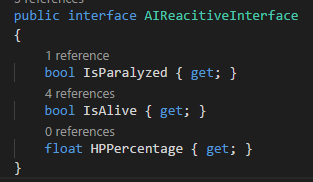 public interface AIReacitiveInterface
{
1 reference
bool IsParalyzed { get; }
4 references
bool IsAlive { get; }
0 references
float HPPercentage { get; }
}